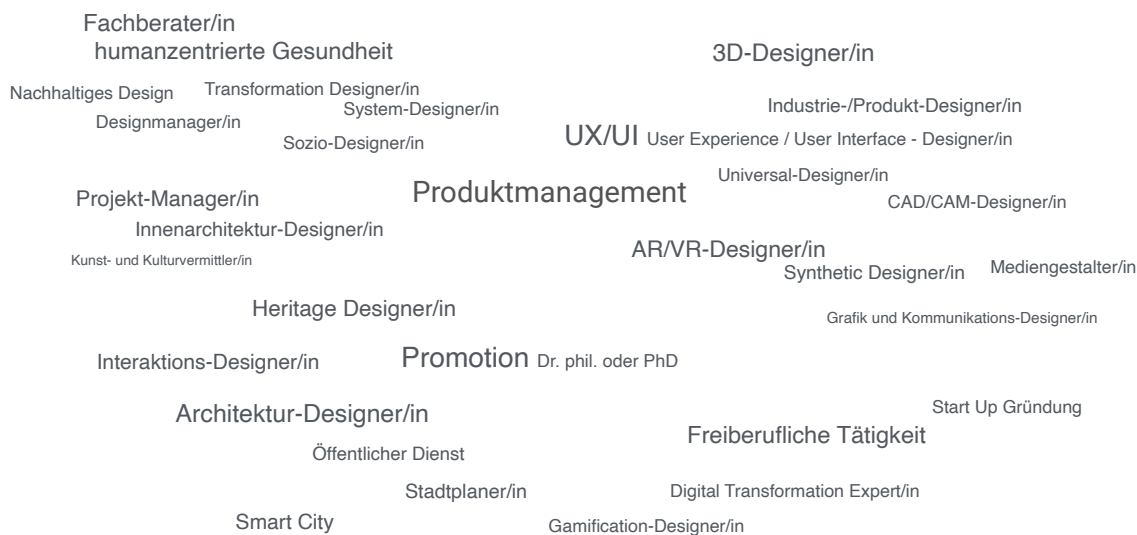 Fachberater/in
humanzentrierte Gesundheit
3D-Designer/in
Nachhaltiges Design
Transformation Designer/in
System-Designer/in
Industrie-/Produkt-Designer/in
Designmanager/in
Sozio-Designer/in
UX/UI User Experience / User Interface - Designer/in
Universal-Designer/in
Projekt-Manager/in
Produktmanagement
CAD/CAM-Designer/in
Innenarchitektur-Designer/in
AR/VR-Designer/in
Kunst- und Kulturvermittler/in
Synthetic Designer/in
Mediengestalter/in
Heritage Designer/in
Grafik und Kommunikations-Designer/in
Interaktions-Designer/in
Promotion Dr. phil. oder PhD
Architektur-Designer/in
Start Up Gründung
Freiberufliche Tätigkeit
Öffentlicher Dienst
Stadtplaner/in
Digital Transformation Expert/in
Smart City
Gamification-Designer/in